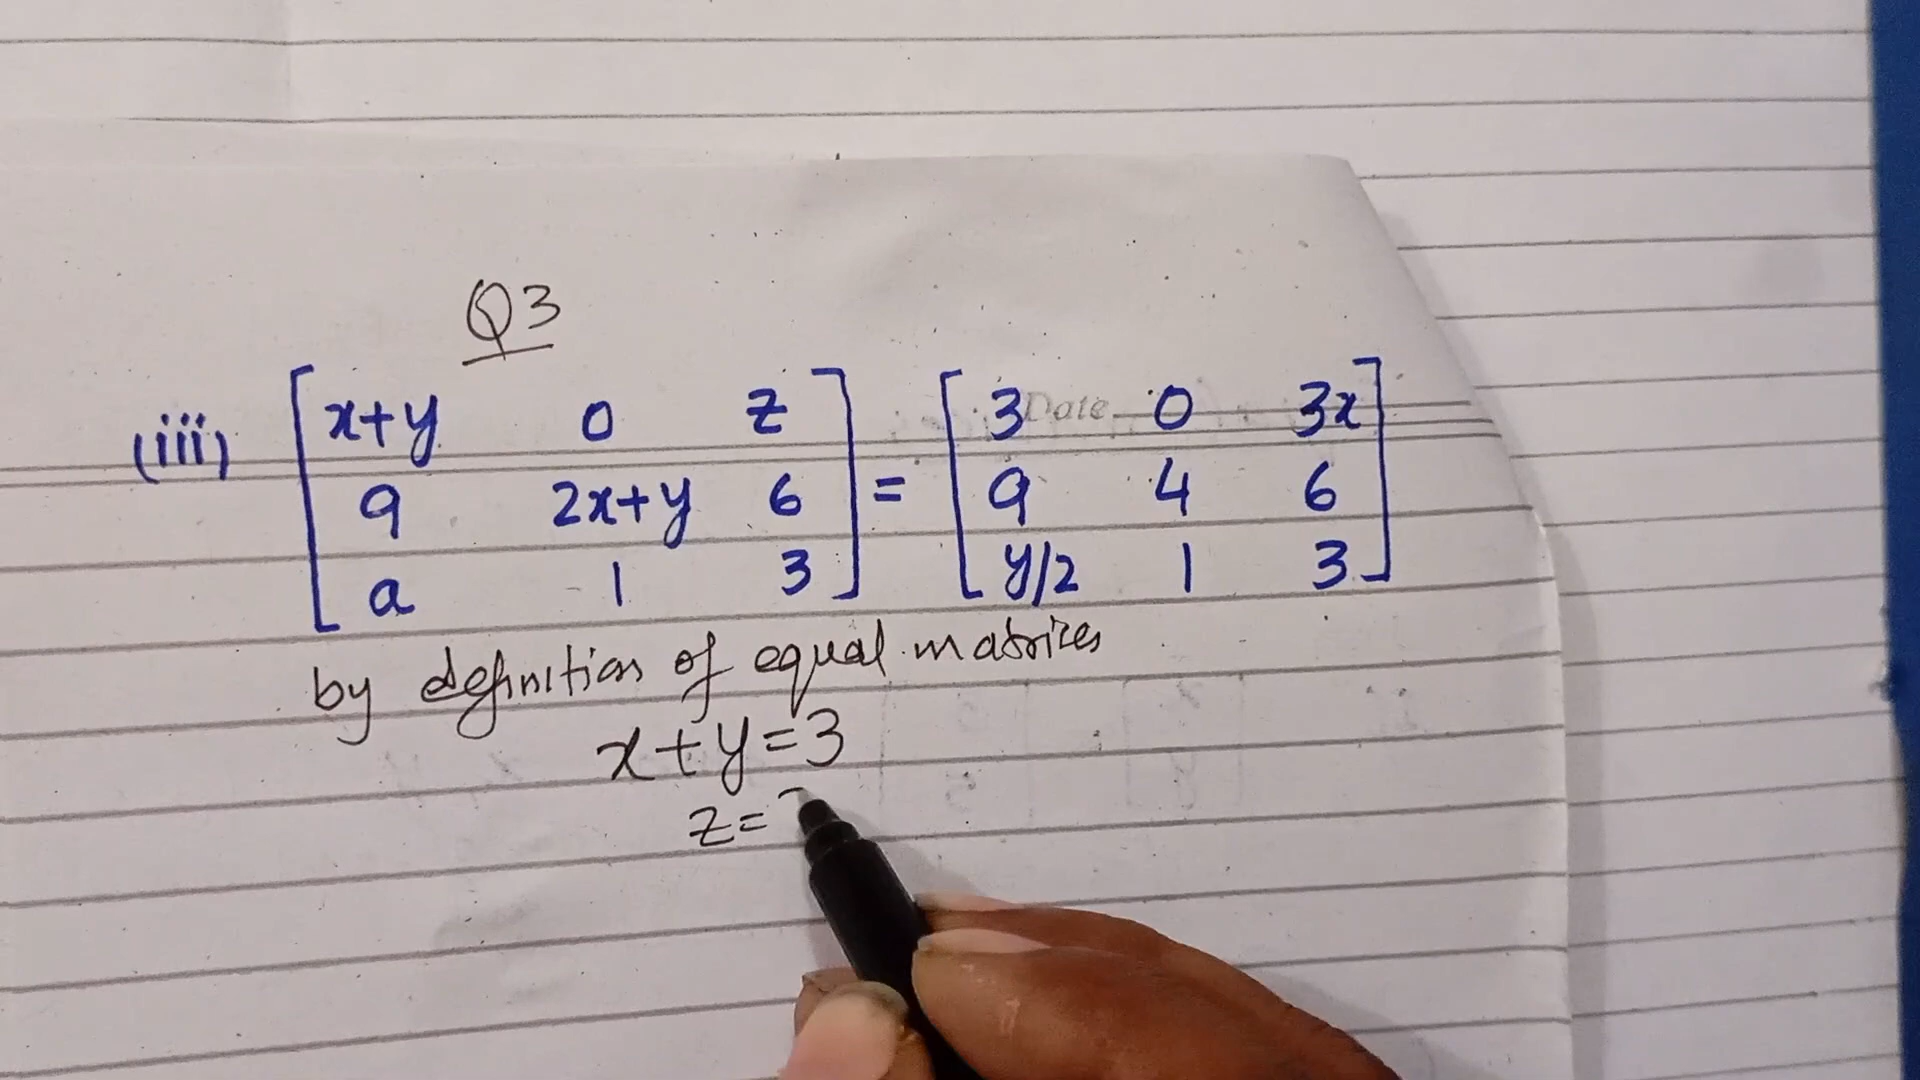 Q3
(iii) [x+y 0 z] = [3 0 3x]
Date
[9 2x+y 6] [9 4 6]
[a 1 3] [y/2 1 3]
by definition of equal matrices
x+y=3
z=